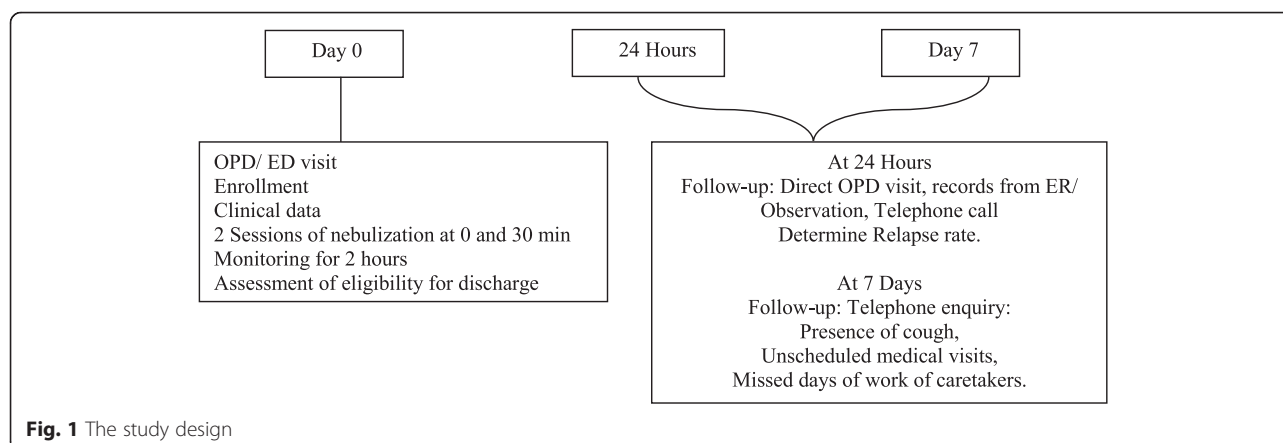 Day 0
24 Hours
Day 7
OPD/ ED visit
Enrollment
Clinical data
2 Sessions of nebulization at 0 and 30 min
Monitoring for 2 hours
Assessment of eligibility for discharge
At 24 Hours
Follow-up: Direct OPD visit, records from ER/
Observation, Telephone call
Determine Relapse rate.
At 7 Days
Follow-up: Telephone enquiry:
Presence of cough,
Unscheduled medical visits,
Missed days of work of caretakers.
Fig. 1 The study design